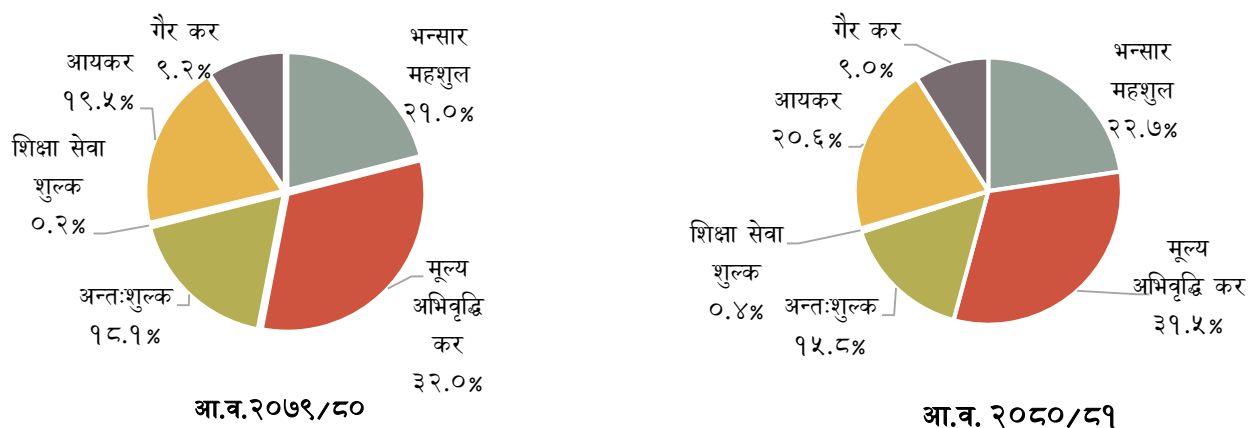 गैर कर
९.२%
आयकर
१९.५%
शिक्षा सेवा
शुल्क
०.२%
अन्तःशुल्क
१८.१%
भन्सार
महशुल
२१.०%
मूल्य
अभिवृद्धि
कर
३२.०%
आ.व.२०७९/८०
गैर कर
९.०%
आयकर
२०.६%
शिक्षा सेवा
शुल्क
०.४%
अन्तःशुल्क
१५.८%
भन्सार
महशुल
२२.७%
मूल्य
अभिवृद्धि कर
३१.५%
आ.व. २०८०/८१